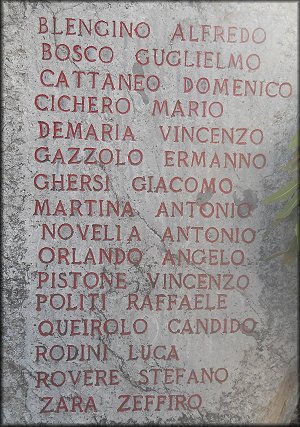 BLENGINO ALFREDO
BOSCO GUGLIELMO
CATTANEO DOMENICO
CICHERO MARIO
DEMARIA VINCENZO
GAZZOLO ERMANNO
GHERSI GIACOMO
MARTINA ANTONIO
NOVELLA ANTONIO
ORLANDO ANGELO
PISTONE VINCENZO
POLITI RAFFAELE
QUEIROLO CANDIDO
RODINI LUCA
ROVERE STEFANO
ZARA ZEFFIRO